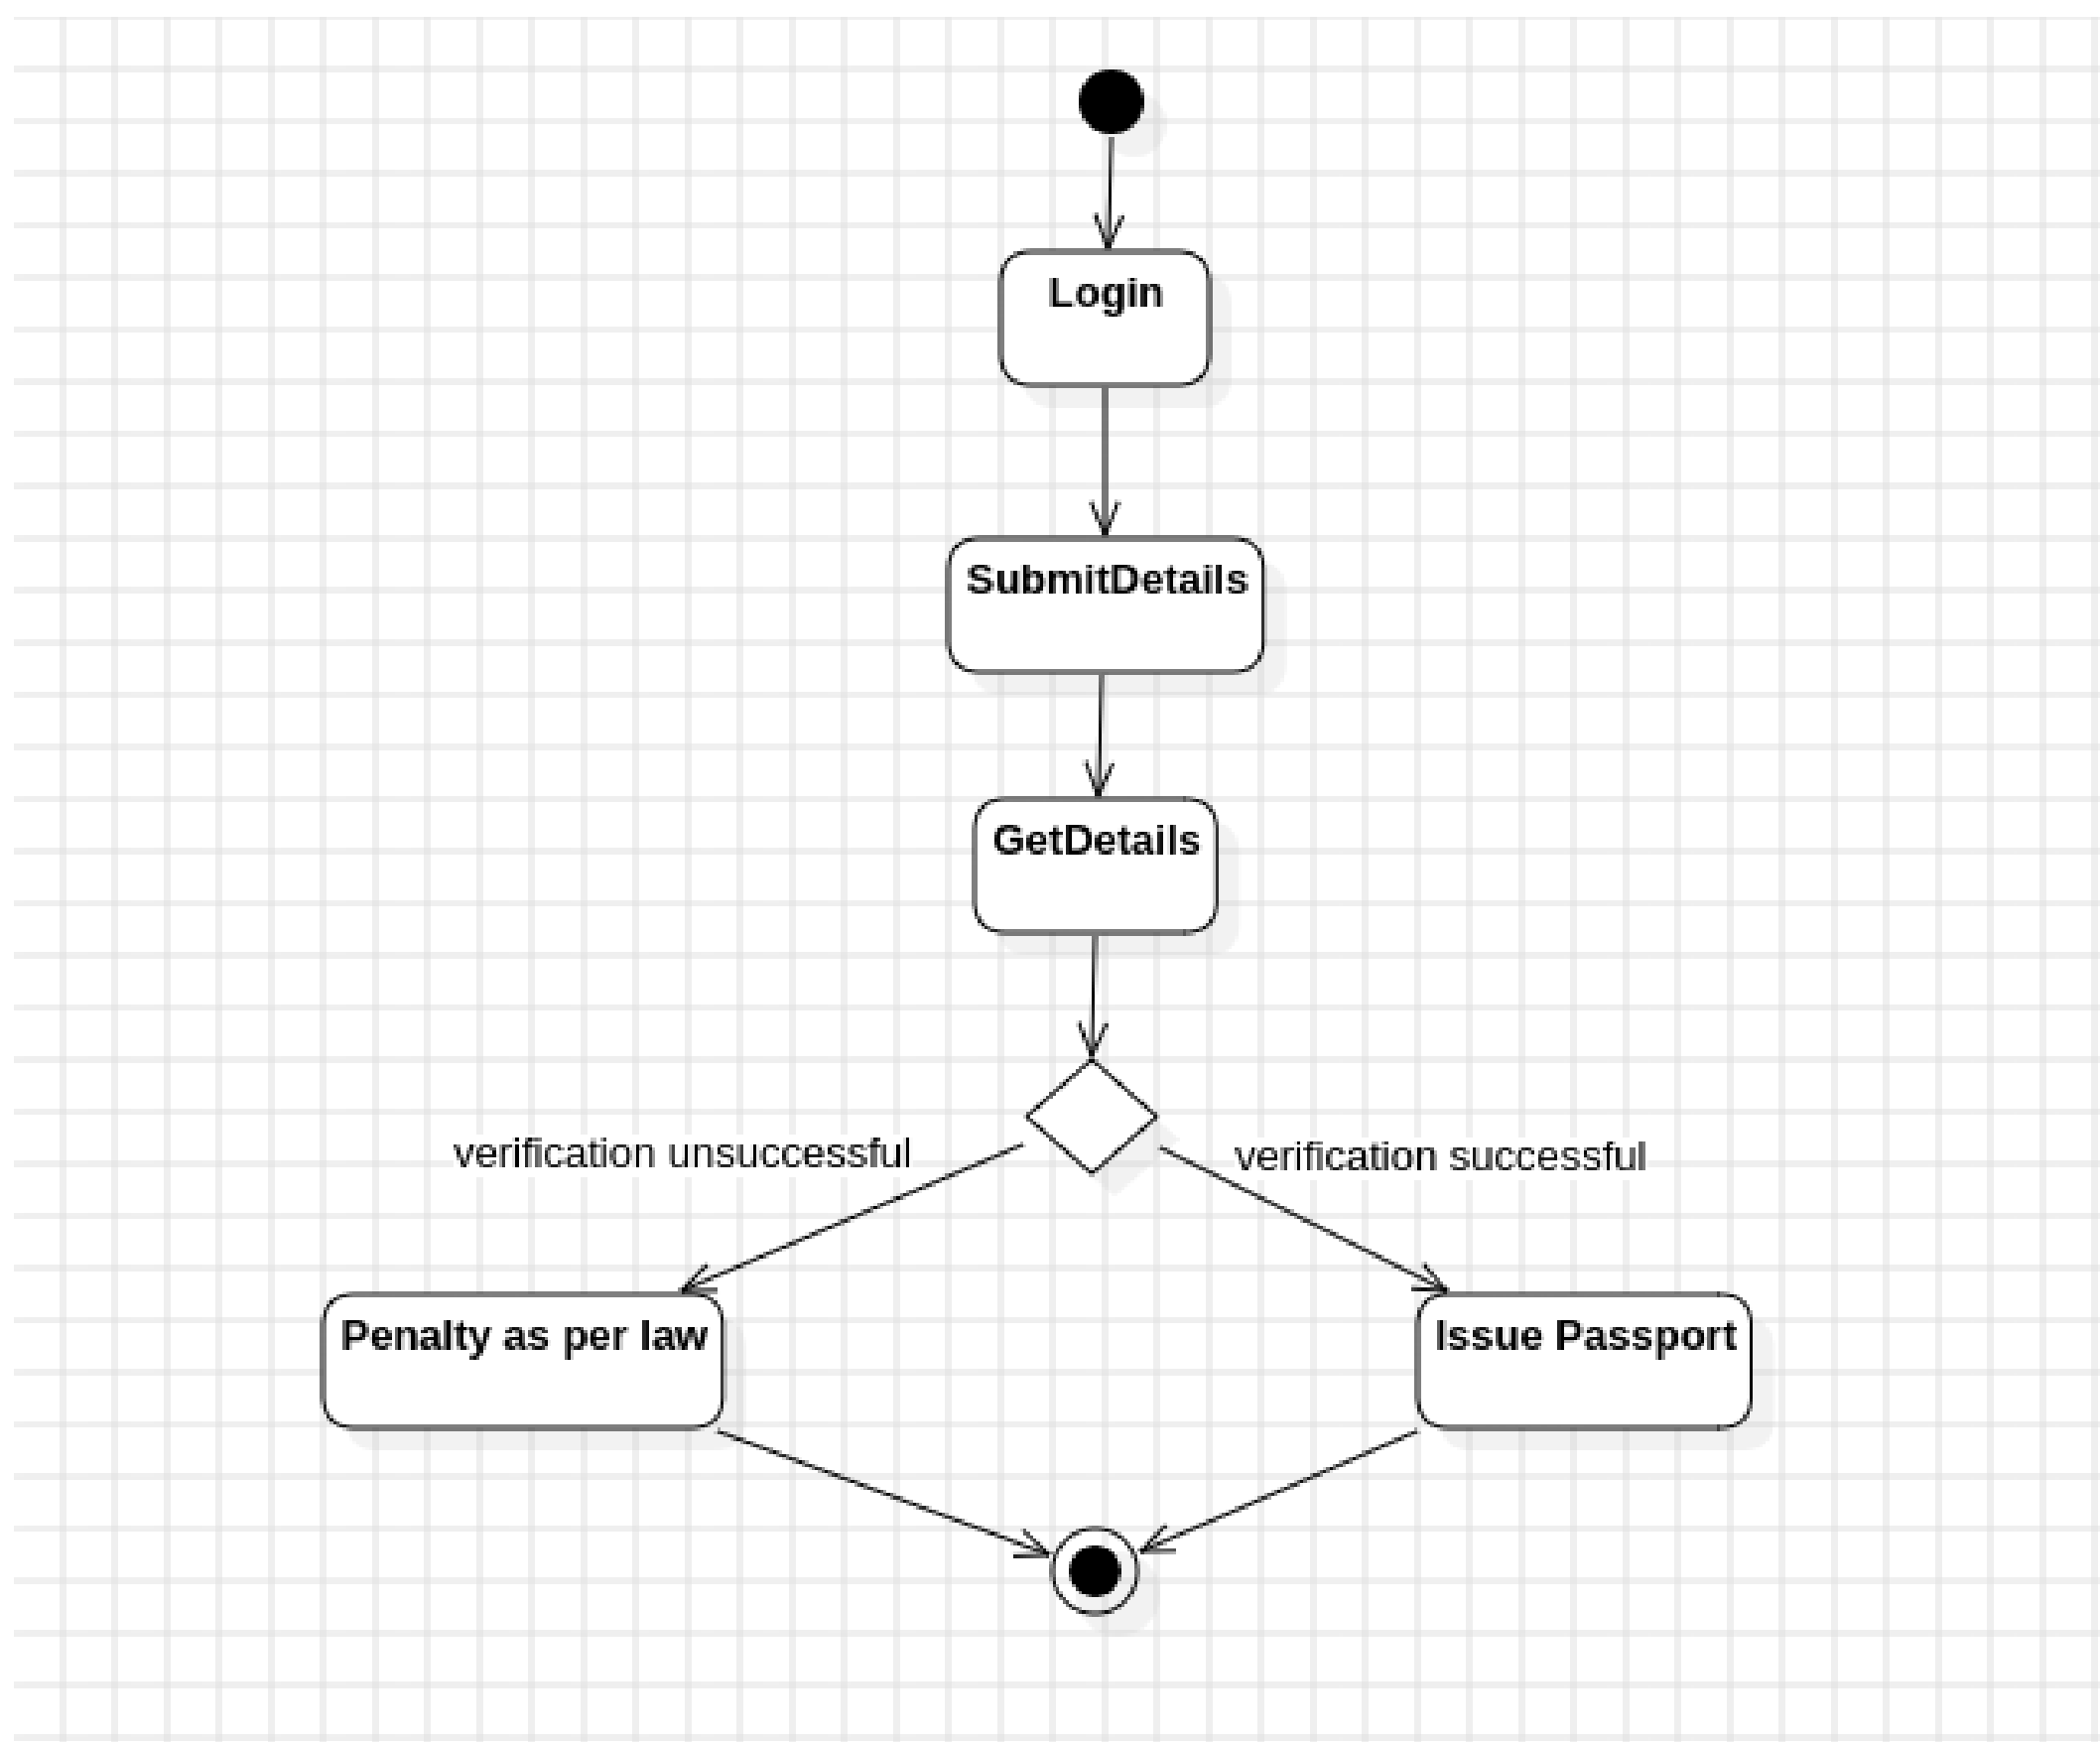 Login
SubmitDetails
GetDetails
verification unsuccessful
verification successful
Penalty as per law
Issue Passport